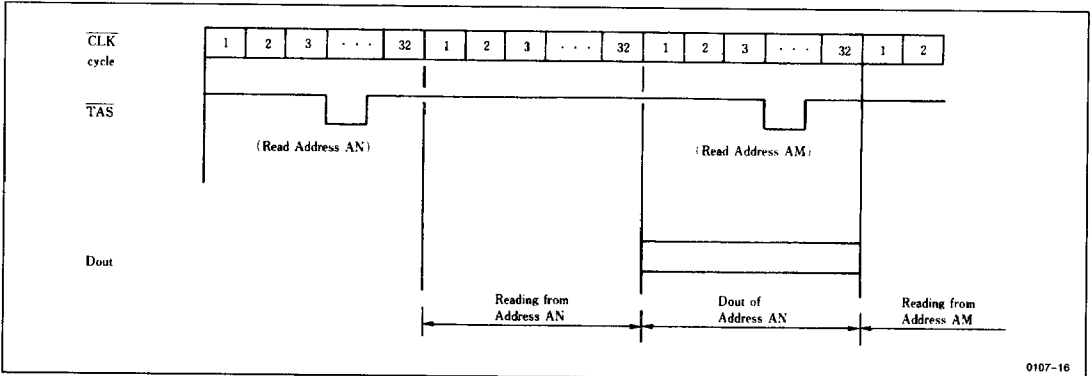 CLK
cycle
1 2 3 · · · 32 1 2 3 · · · 32 1 2 3 · · · 32 1 2
TAS
(Read Address AN) (Read Address AM)
Dout
Reading from
Address AN
Dout of
Address AN
Reading from
Address AM
0107-16